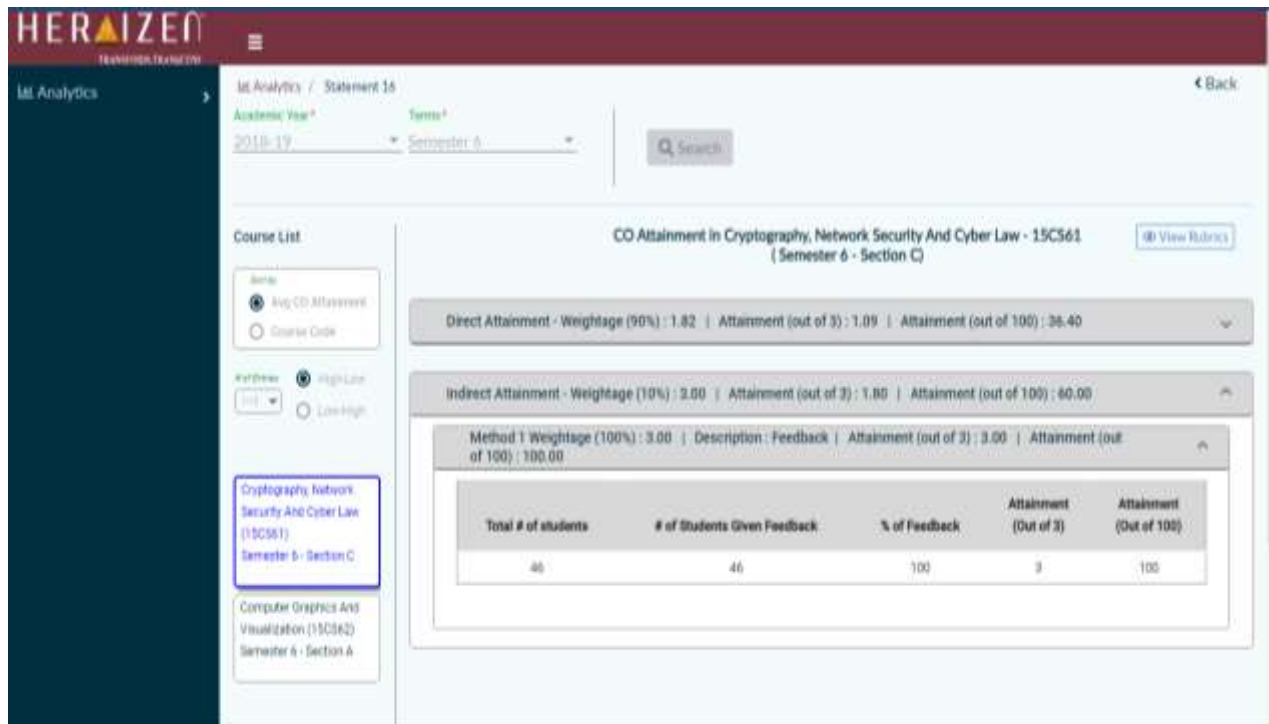 HERAIZEN
Analytics
Analytics / Statement 16
Back
Academic Year*
Terms*
2018-19
Semester 6
Search
Course List
CO Attainment in Cryptography, Network Security And Cyber Law - 15CS61
( Semester 6 - Section C)
View Rubrics
Avg CO Attainment
Course Code
High-Low
Low-High
Direct Attainment - Weightage (90%) : 1.82 | Attainment (out of 3) : 1.09 | Attainment (out of 100) : 36.40
Indirect Attainment - Weightage (10%) : 3.00 | Attainment (out of 3) : 1.80 | Attainment (out of 100) : 60.00
Method 1 Weightage (100%) : 3.00 | Description : Feedback | Attainment (out of 3) : 3.00 | Attainment (out
of 100) : 100.00
Total # of students
# of Students Given Feedback
% of Feedback
Attainment
(Out of 3)
Attainment
(Out of 100)
46
46
100
3
100
Cryptography, Network
Security And Cyber Law
(15CS61)
Semester 6 - Section C
Computer Graphics And
Visualization (15CS62)
Semester 6 - Section A